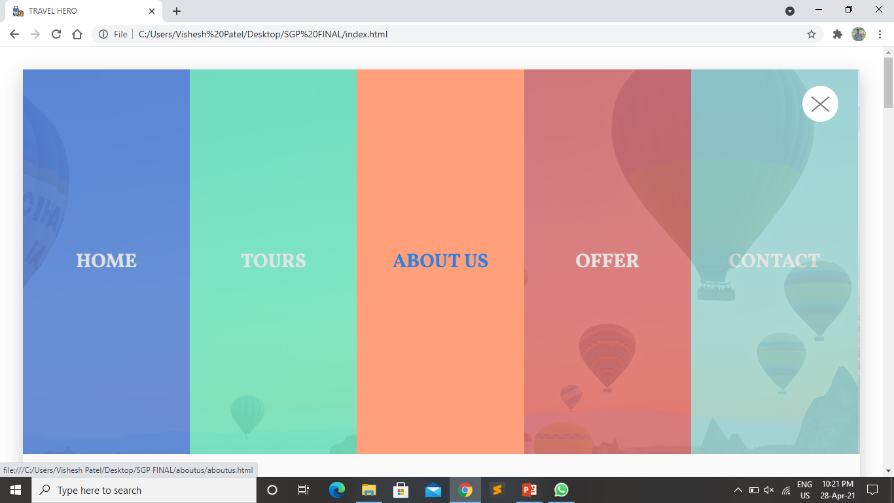 TRAVEL HERO
File | C:/Users/Vishesh%20Patel/Desktop/SGP%20FINAL/index.html
HOME
TOURS
ABOUT US
OFFER
CONTACT
file:///C:/Users/Vishesh Patel/Desktop/SGP FINAL/aboutus/aboutus.html
Type here to search
ENG
US
10:21 PM
28-Apr-21